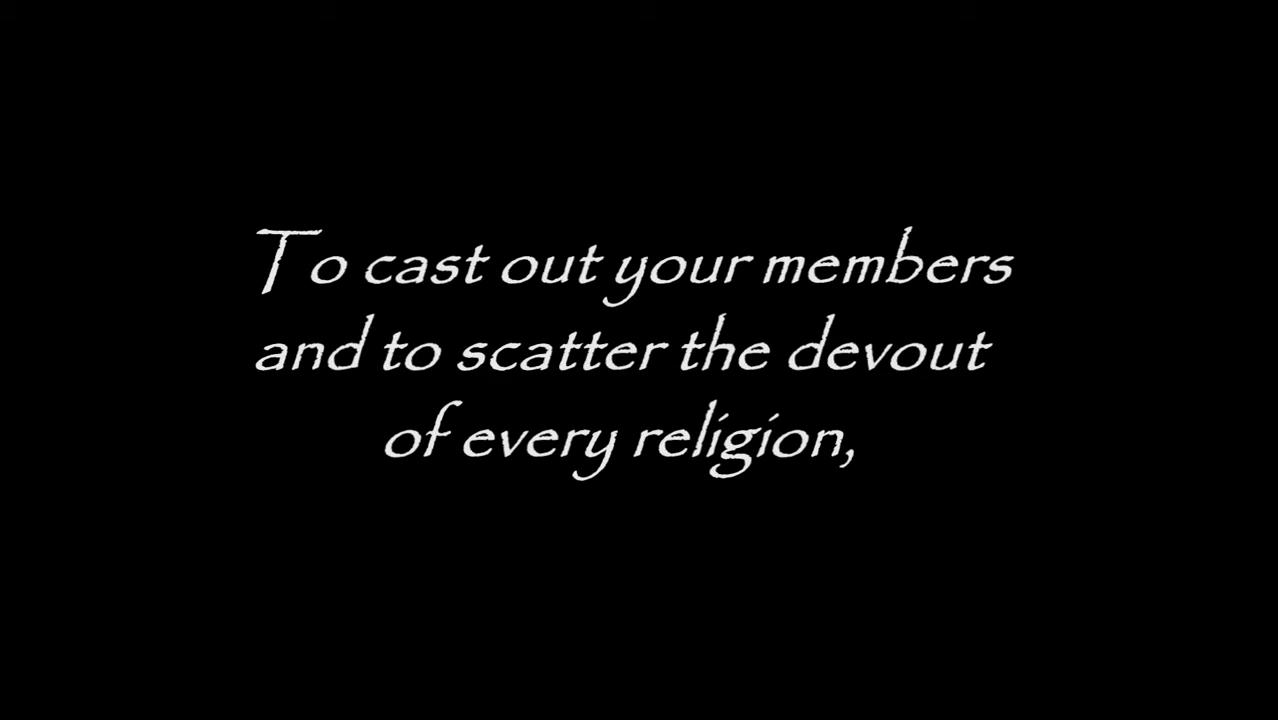 To cast out your members
and to scatter the devout
of every religion,